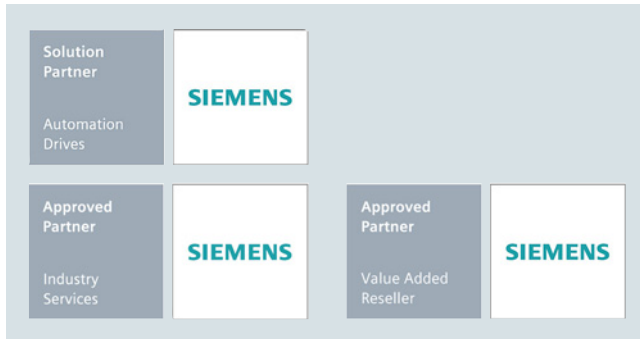 Solution
Partner
Automation
Drives
SIEMENS
Approved
Partner
Industry
Services
SIEMENS
Approved
Partner
Value Added
Reseller
SIEMENS